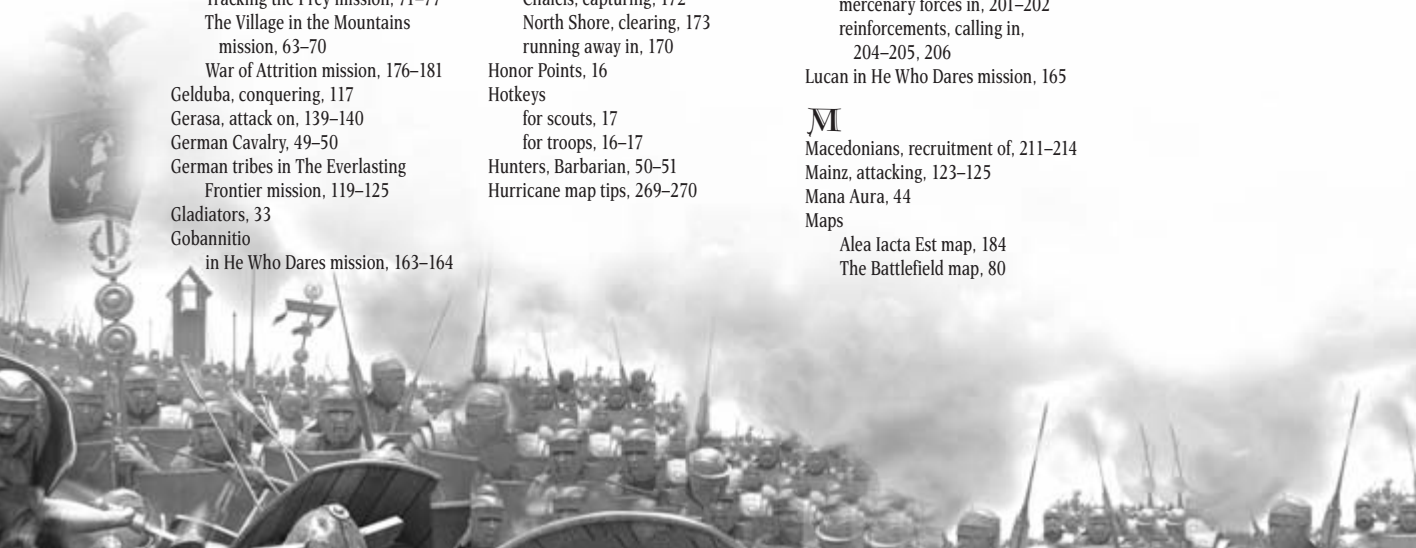 Tracking the Prey mission, 71–77
The Village in the Mountains
mission, 63–70
War of Attrition mission, 176–181
Gelduba, conquering, 117
Gerasa, attack on, 139–140
German Cavalry, 49–50
German tribes in The Everlasting
Frontier mission, 119–125
Gladiators, 33
Gobannitio
in He Who Dares mission, 163–164
Chalcis, capturing, 172
North Shore, clearing, 173
running away in, 170
Honor Points, 16
Hotkeys
for scouts, 17
for troops, 16–17
Hunters, Barbarian, 50–51
Hurricane map tips, 269–270
mercenary forces in, 201–202
reinforcements, calling in,
204–205, 206
Lucan in He Who Dares mission, 165
M
Macedonians, recruitment of, 211–214
Mainz, attacking, 123–125
Mana Aura, 44
Maps
Alea Iacta Est map, 184
The Battlefield map, 80